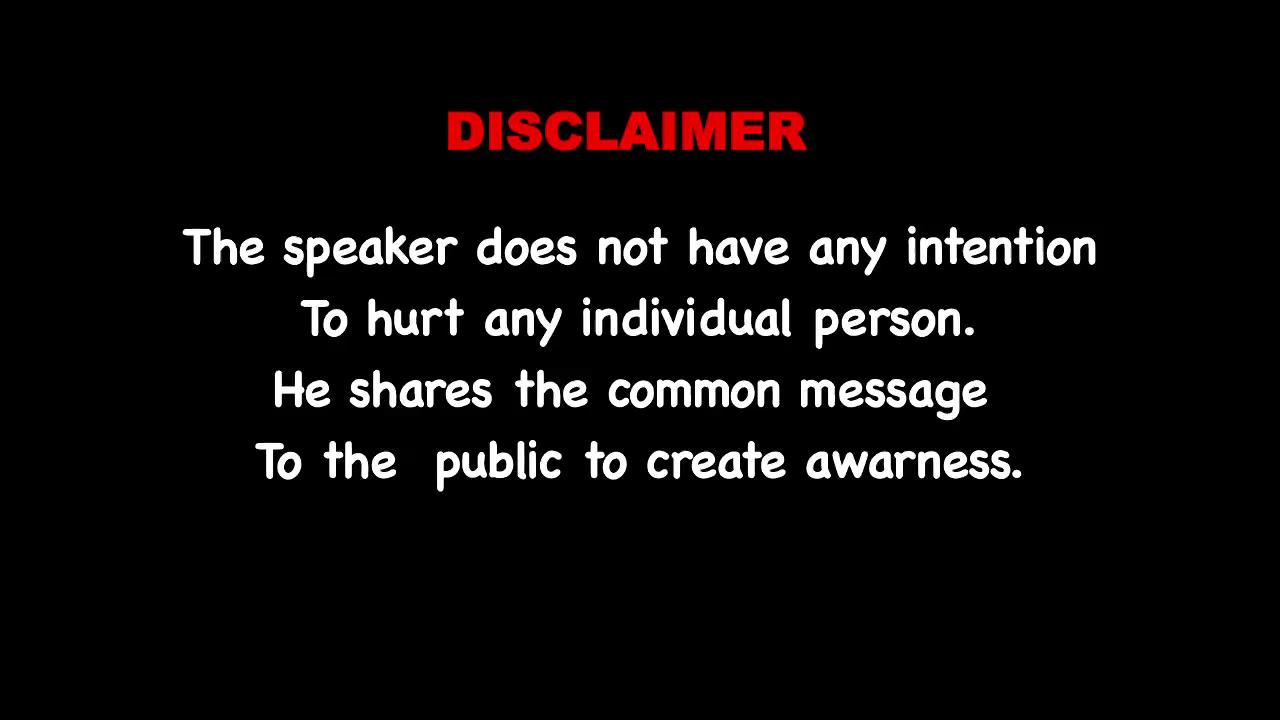 DISCLAIMER
The speaker does not have any intention
To hurt any individual person.
He shares the common message
To the  public to create awarness.